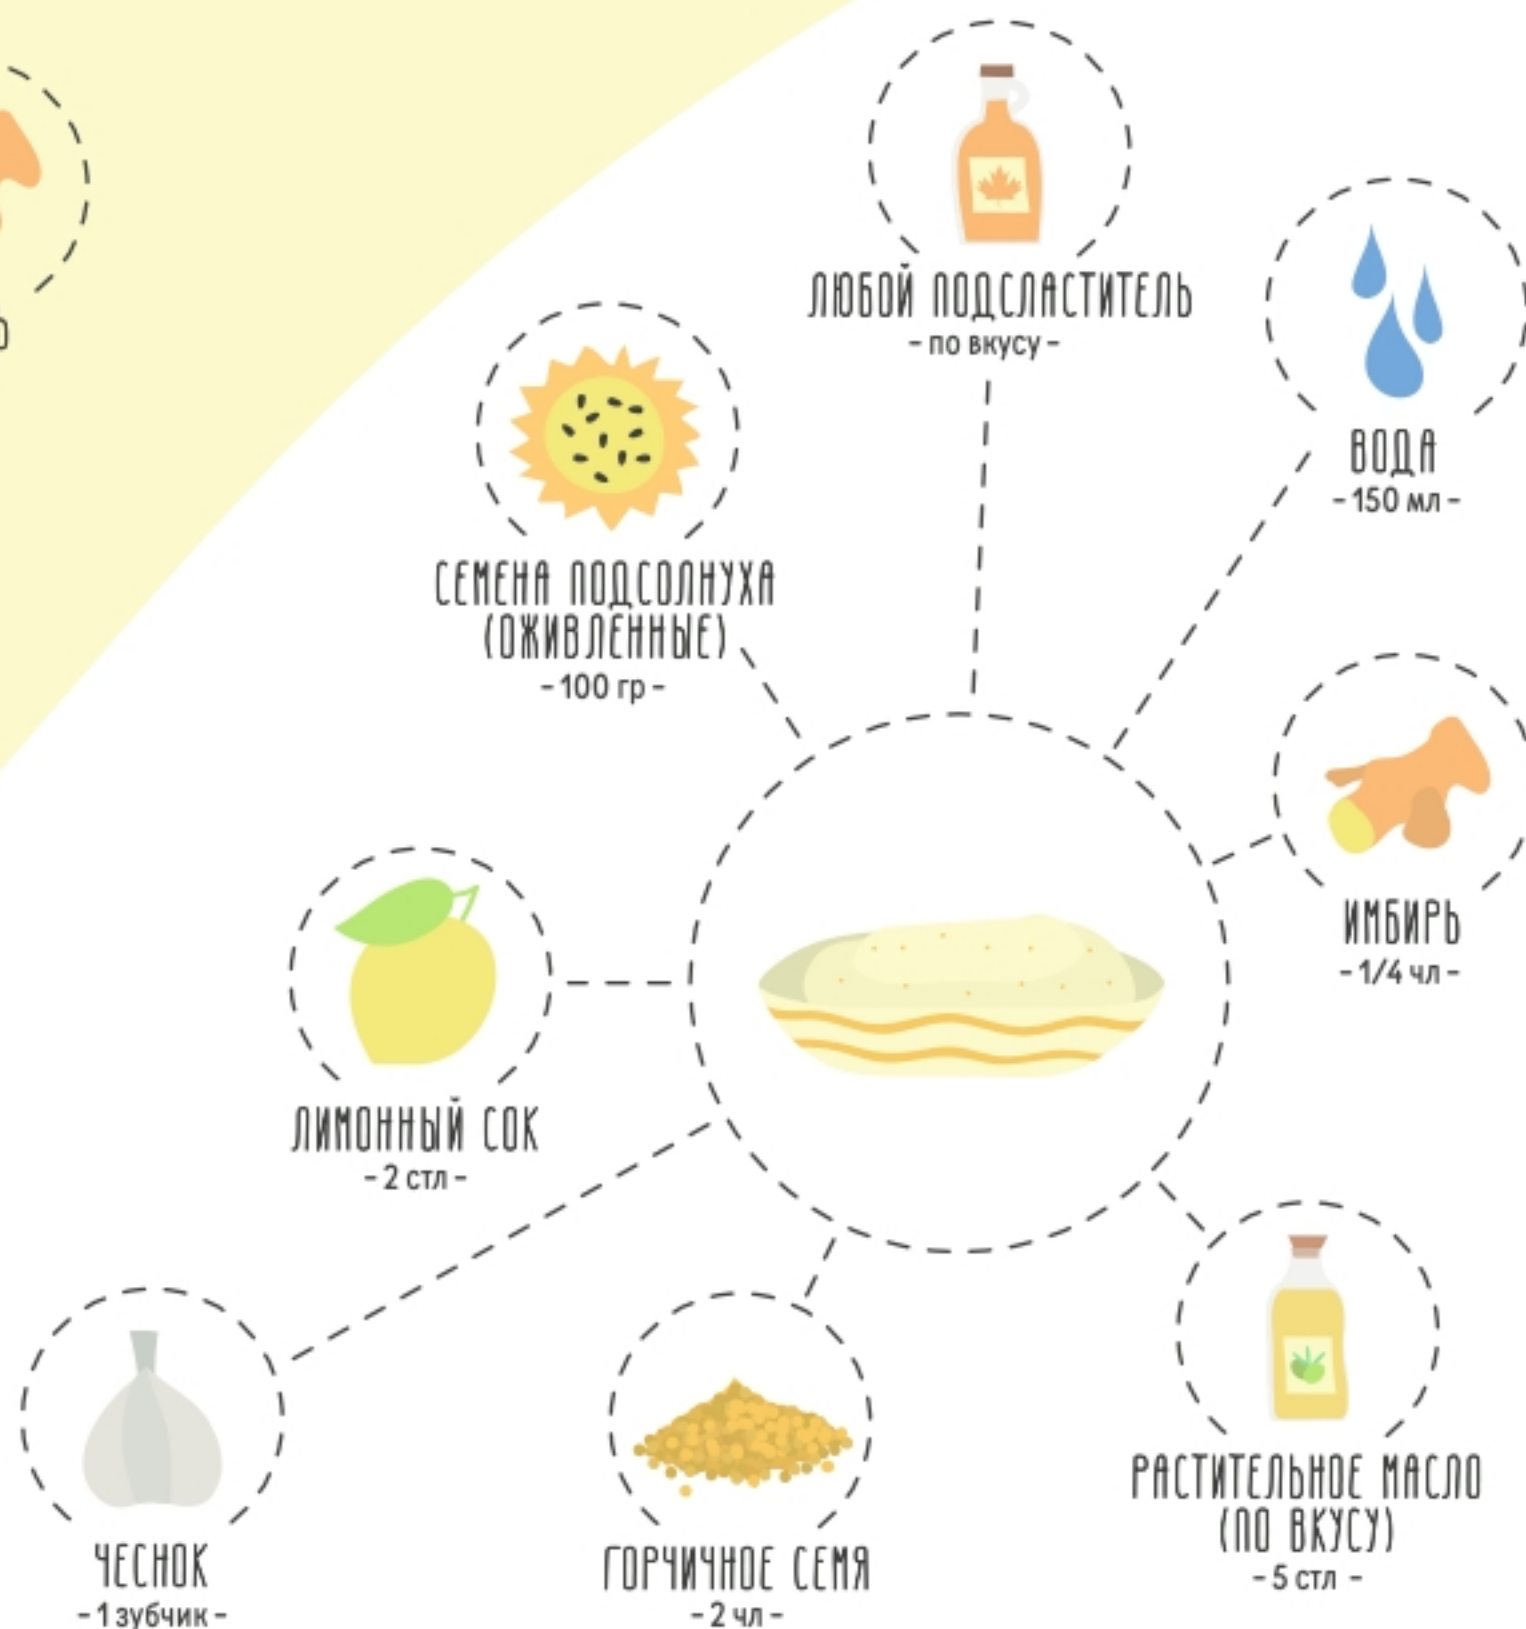 ЛЮБОЙ ПОДСЛАСТИТЕЛЬ
- по вкусу -
ВОДА
- 150 мл -
СЕМЕНА ПОДСОЛНУХА
(ОЖИВЛЕННЫЕ)
- 100 гр -
ИМБИРЬ
- 1/4 чл -
ЛИМОННЫЙ СОК
- 2 стл -
РАСТИТЕЛЬНОЕ МАСЛО
(ПО ВКУСУ)
- 5 стл -
ЧЕСНОК
- 1 зубчик -
ГОРЧИЧНОЕ СЕМЯ
- 2 чл -